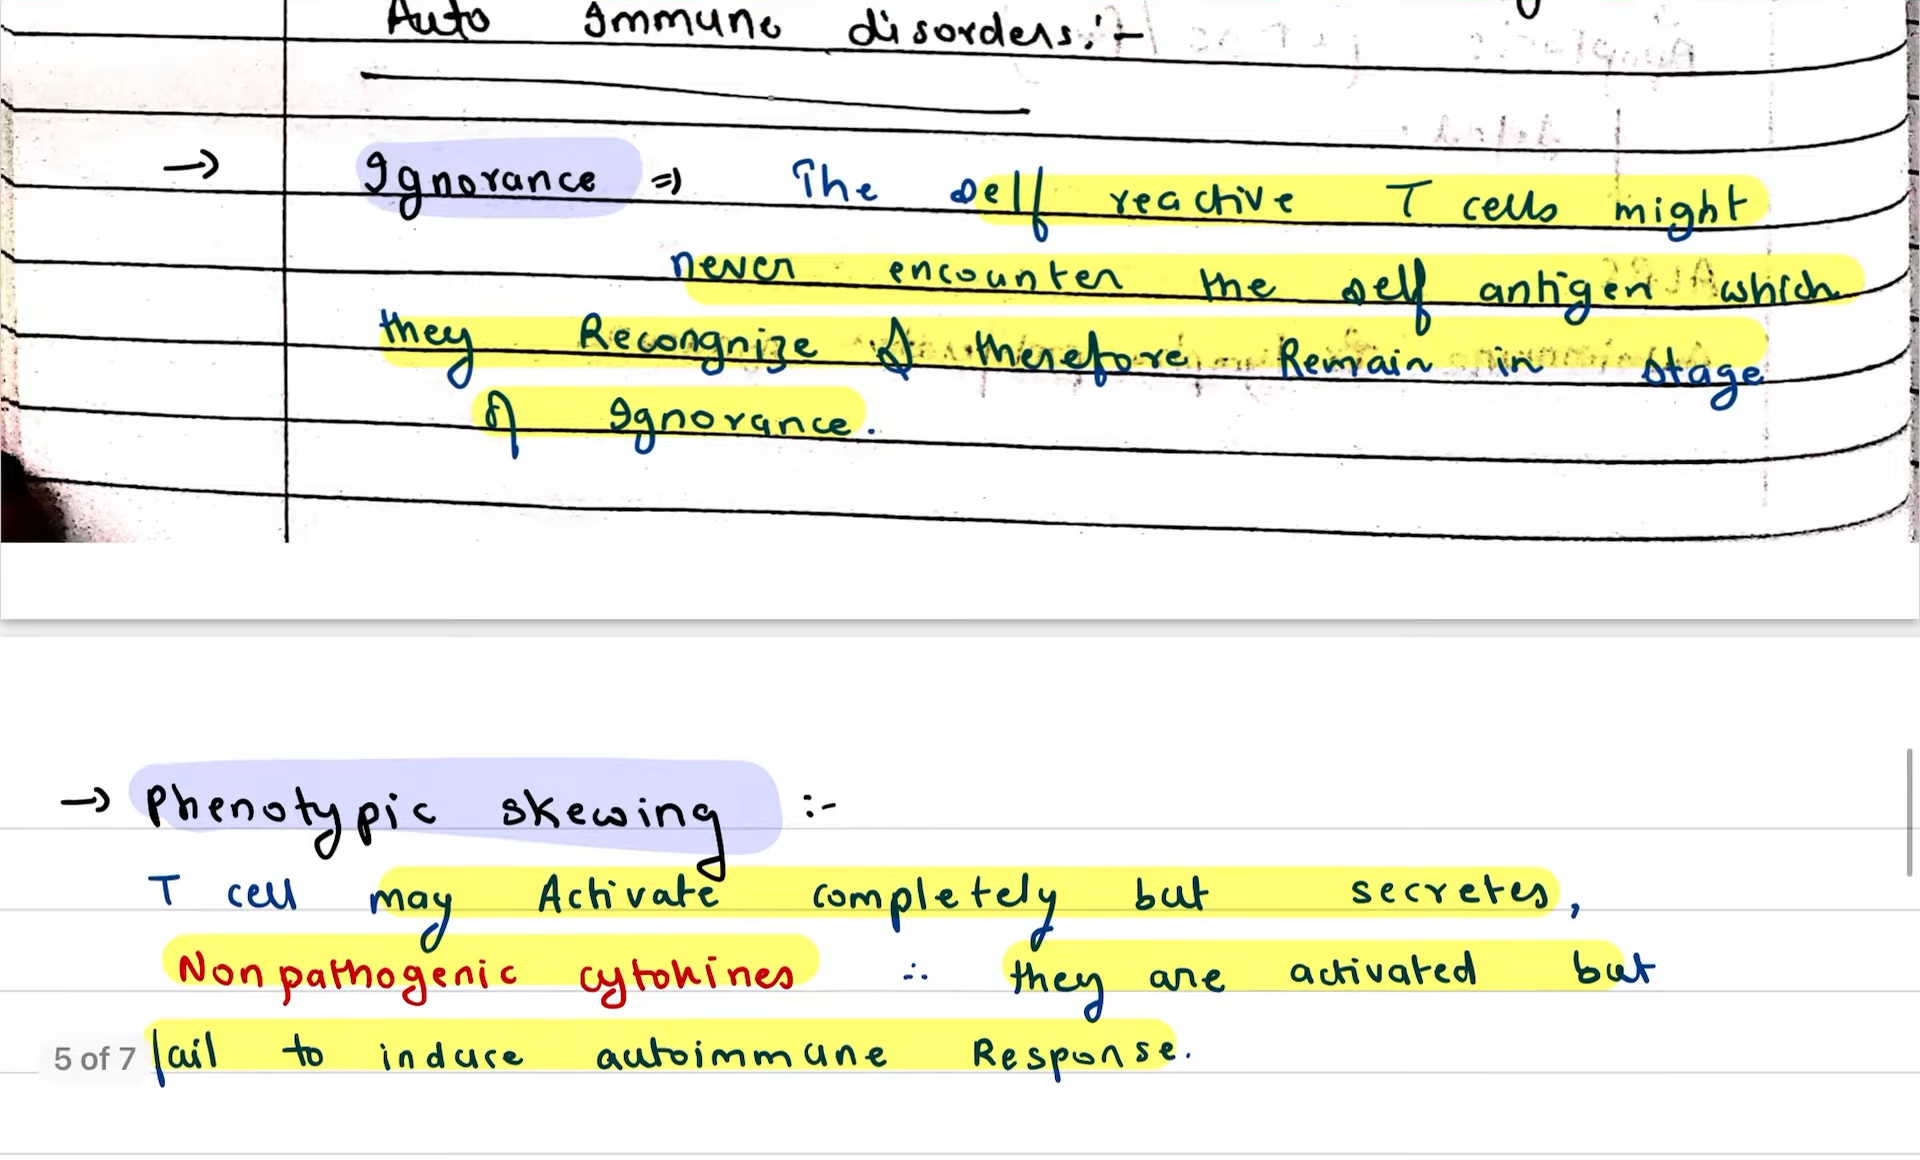 Auto Immune disorders:-
→ Ignorance ⇒ The self reactive T cells might
never encounter the self antigen which
they Recongnize & therefore Remain in stage
of Ignorance.
→ Phenotypic skewing :-
T cell may Activate completely but secretes,
Non pathogenic cytokines ∴ they are activated but
fail to induce autoimmune Response.
5 of 7